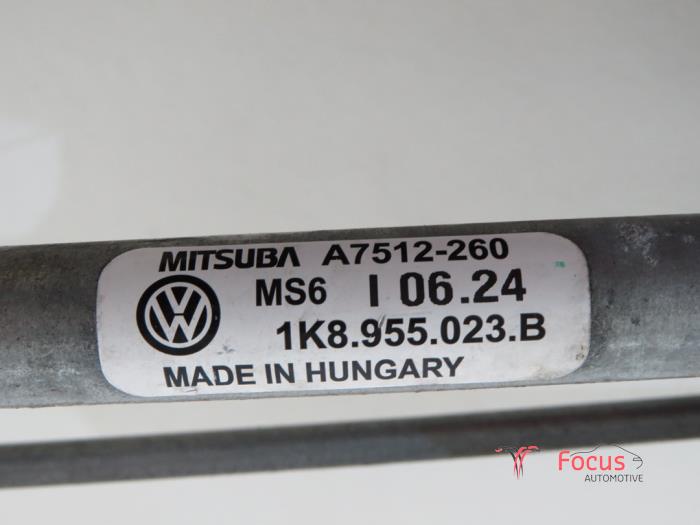 MITSUBA A7512-260
MS6 I 06.24
1K8.955.023.B
MADE IN HUNGARY
Focus
AUTOMOTIVE